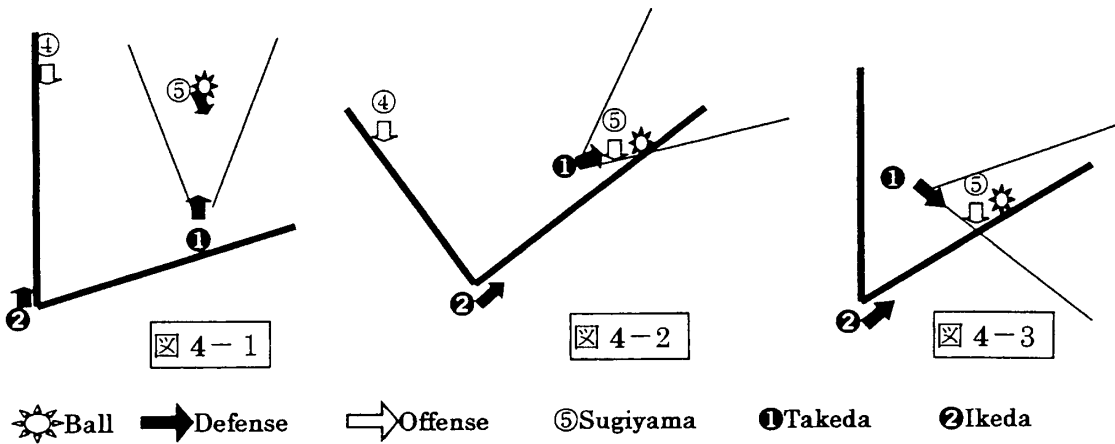 ④
⑤
❶
❷
図 4－1
④
⑤
❶
❷
図 4－2
❶
⑤
❷
図 4－3
Ball Defense Offense ⑤Sugiyama ❶Takeda ❷Ikeda